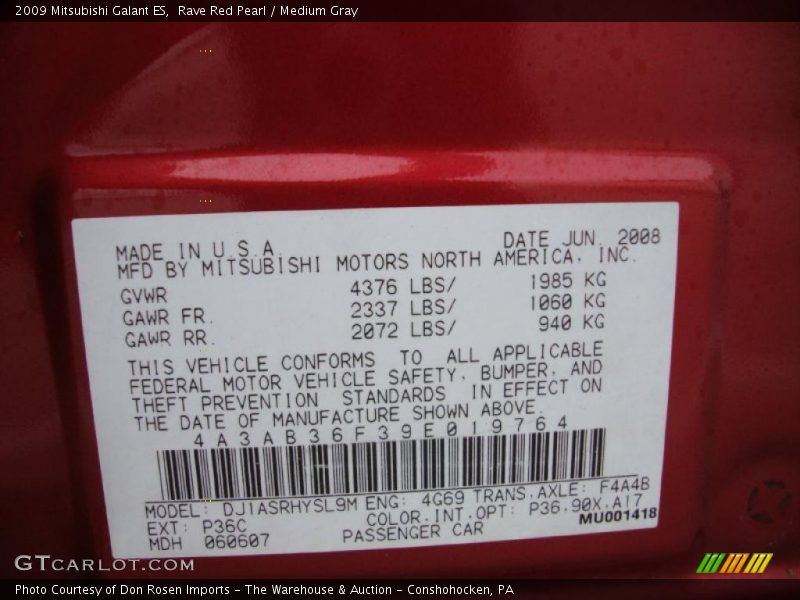 2009 Mitsubishi Galant ES, Rave Red Pearl / Medium Gray
MADE IN U.S.A. DATE JUN. 2008
MFD BY MITSUBISHI MOTORS NORTH AMERICA, INC.
GVWR 4376 LBS/ 1985 KG
GAWR FR. 2337 LBS/ 1060 KG
GAWR RR. 2072 LBS/ 940 KG
THIS VEHICLE CONFORMS TO ALL APPLICABLE
FEDERAL MOTOR VEHICLE SAFETY, BUMPER, AND
THEFT PREVENTION STANDARDS IN EFFECT ON
THE DATE OF MANUFACTURE SHOWN ABOVE.
4A3AB36F39E019764
MODEL: DJ1ASRHYSL9M ENG: 4G69 TRANS.AXLE: F4A4B
EXT: P36C COLOR.INT.OPT: P36.90X.A17
MDH 060607 PASSENGER CAR MU001418
GTCARLOT.COM
Photo Courtesy of Don Rosen Imports - The Warehouse & Auction - Conshohocken, PA